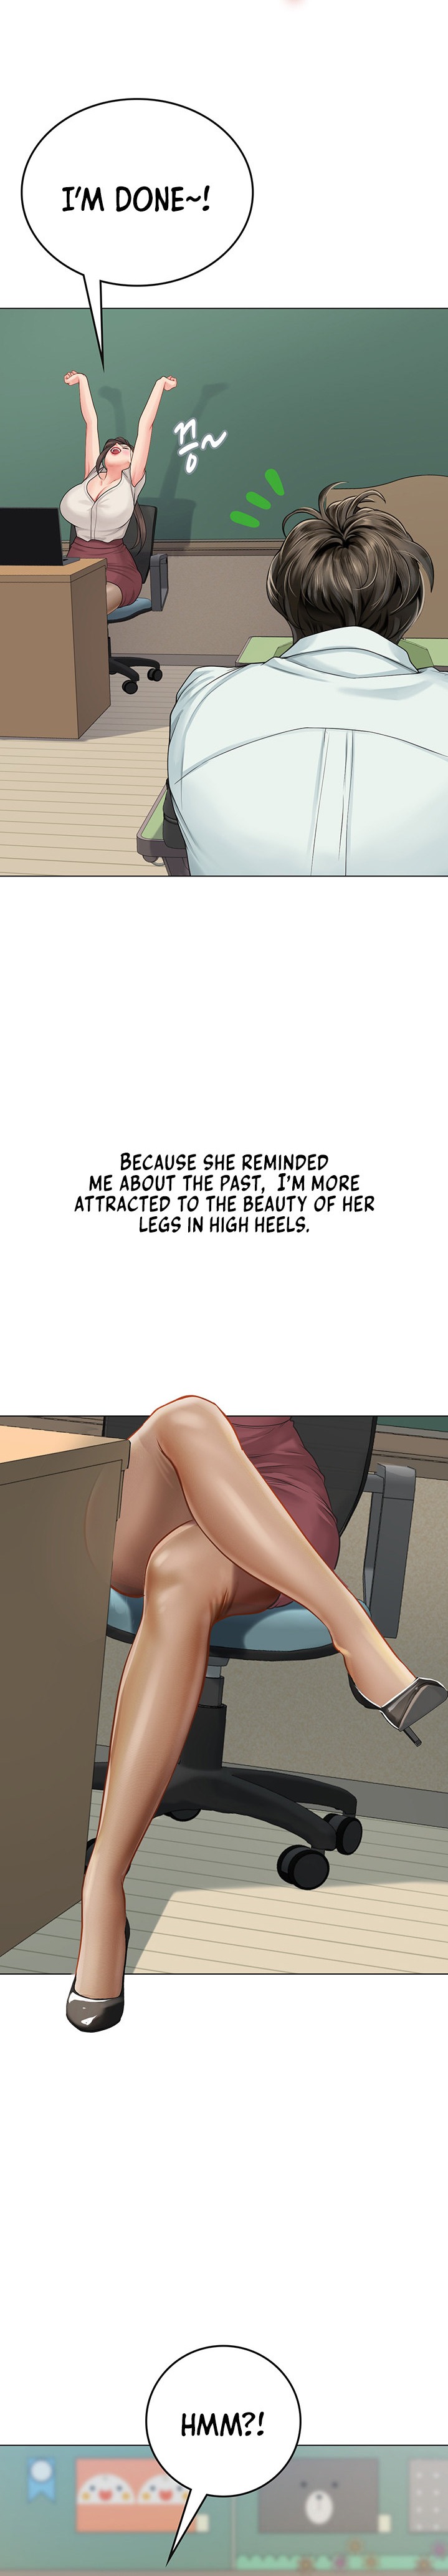 I'M DONE~!
끙~
BECAUSE SHE REMINDED
ME ABOUT THE PAST, I'M MORE
ATTRACTED TO THE BEAUTY OF HER
LEGS IN HIGH HEELS.
HMM?!